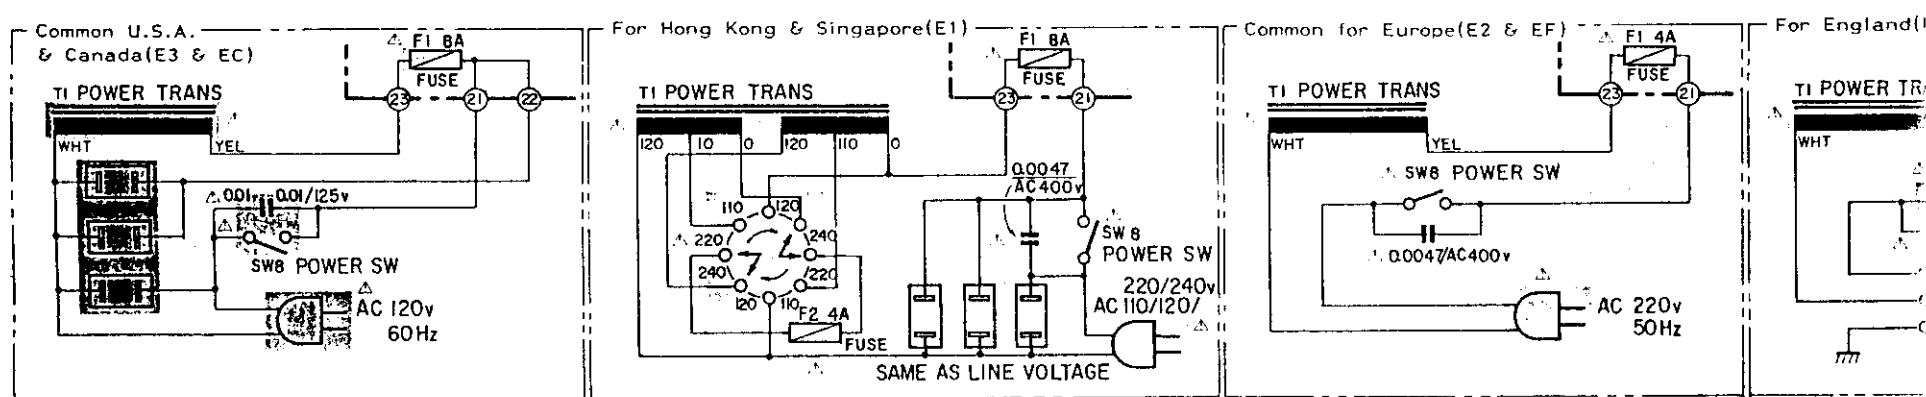 Common U.S.A.
& Canada(E3 & EC)
F1 8A
FUSE
23
21
22
T1 POWER TRANS
WHT
YEL
0.01/125v
SW8 POWER SW
AC 120v
60Hz
For Hong Kong & Singapore(E1)
F1 8A
FUSE
23
21
T1 POWER TRANS
120
10
0
120
110
0
0.0047
AC400v
110
120
220
240
240
220
120
110
F2 4A
FUSE
SW8
POWER SW
220/240v
AC 110/120/
SAME AS LINE VOLTAGE
Common for Europe(E2 & EF)
F1 4A
FUSE
23
21
T1 POWER TRANS
WHT
YEL
SW8 POWER SW
0.0047/AC400v
AC 220v
50Hz
For England(
T1 POWER TR
WHT